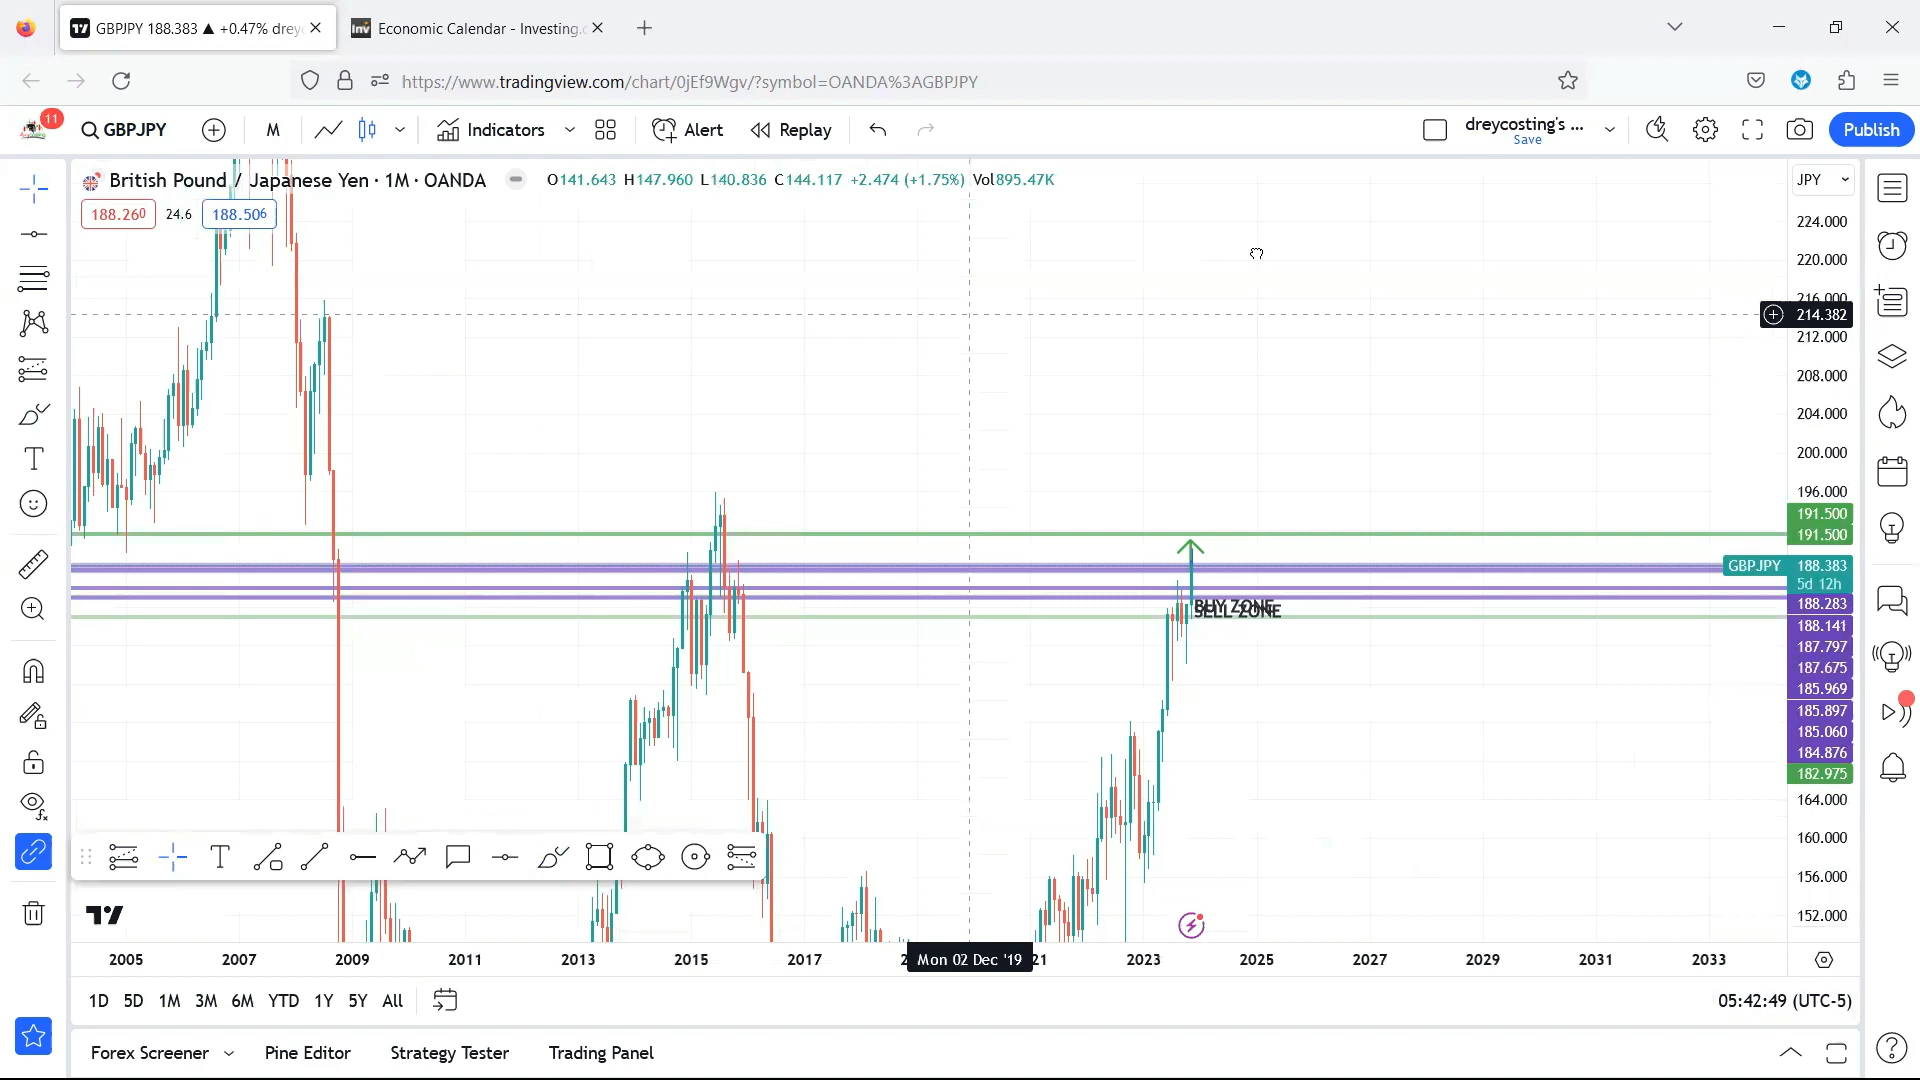 GBPJPY 188.383 ▲ +0.47% dreyc
Economic Calendar - Investing.c
https://www.tradingview.com/chart/0jEf9Wgv/?symbol=OANDA%3AGBPJPY
11
GBPJPY
M
Indicators
Alert
Replay
dreycosting's ...
Save
Publish
British Pound / Japanese Yen · 1M · OANDA
O141.643 H147.960 L140.836 C144.117 +2.474 (+1.75%) Vol895.47K
JPY
188.260
24.6
188.506
224.000
220.000
216.000
214.382
212.000
208.000
204.000
200.000
196.000
191.500
191.500
GBPJPY 188.383
5d 12h
188.283
188.141
187.797
187.675
185.969
185.897
185.060
184.876
182.975
164.000
160.000
156.000
152.000
BUY ZONE
SELL ZONE
2005 2007 2009 2011 2013 2015 2017 Mon 02 Dec '19 21 2023 2025 2027 2029 2031 2033
1D 5D 1M 3M 6M YTD 1Y 5Y All
05:42:49 (UTC-5)
Forex Screener
Pine Editor
Strategy Tester
Trading Panel